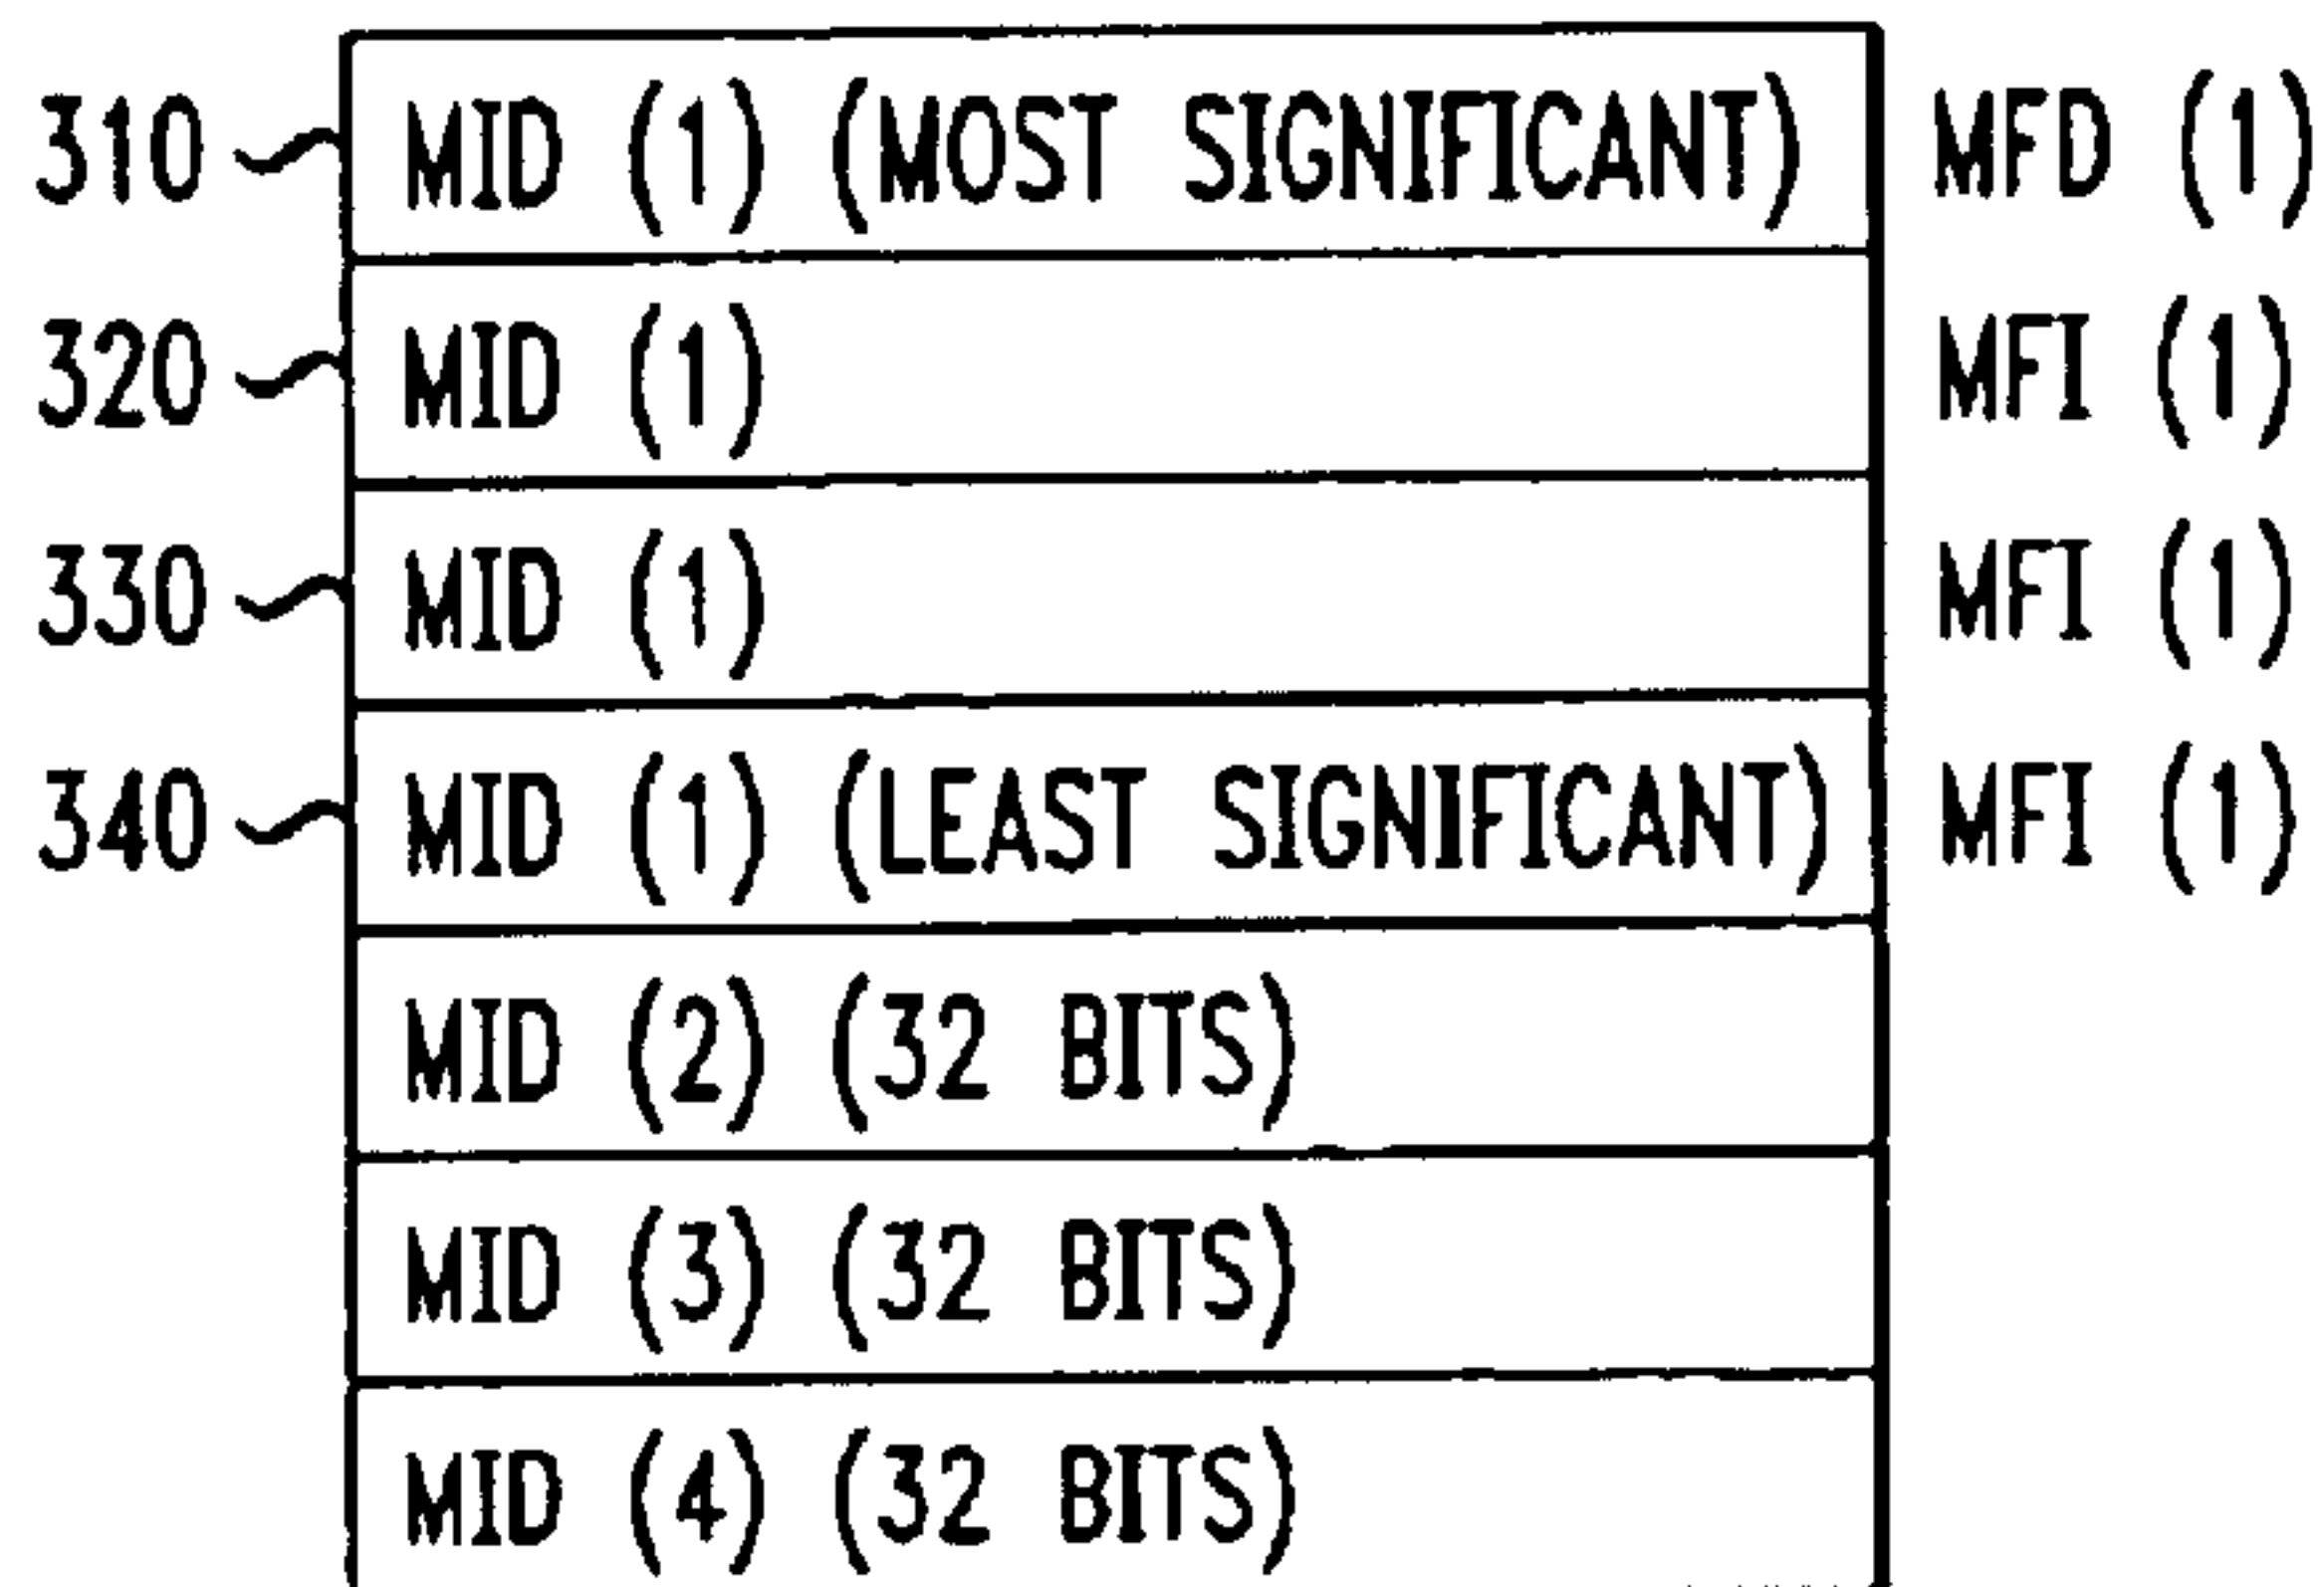 310 MID (1) (MOST SIGNIFICANT) MFD (1)
320 MID (1) MFI (1)
330 MID (1) MFI (1)
340 MID (1) (LEAST SIGNIFICANT) MFI (1)
MID (2) (32 BITS)
MID (3) (32 BITS)
MID (4) (32 BITS)